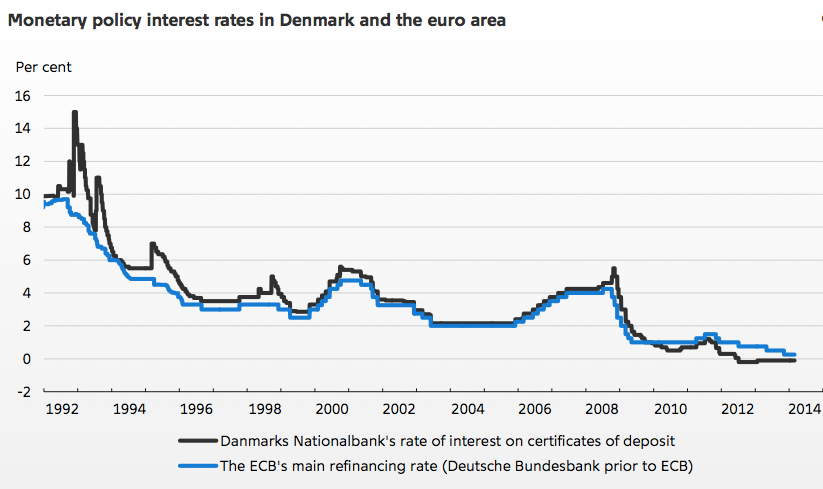 Monetary policy interest rates in Denmark and the euro area
Per cent
16
14
12
10
8
6
4
2
0
-2
1992 1994 1996 1998 2000 2002 2004 2006 2008 2010 2012 2014
Danmarks Nationalbank's rate of interest on certificates of deposit
The ECB's main refinancing rate (Deutsche Bundesbank prior to ECB)